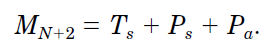 M_{N+2} = T_s + P_s + P_a.